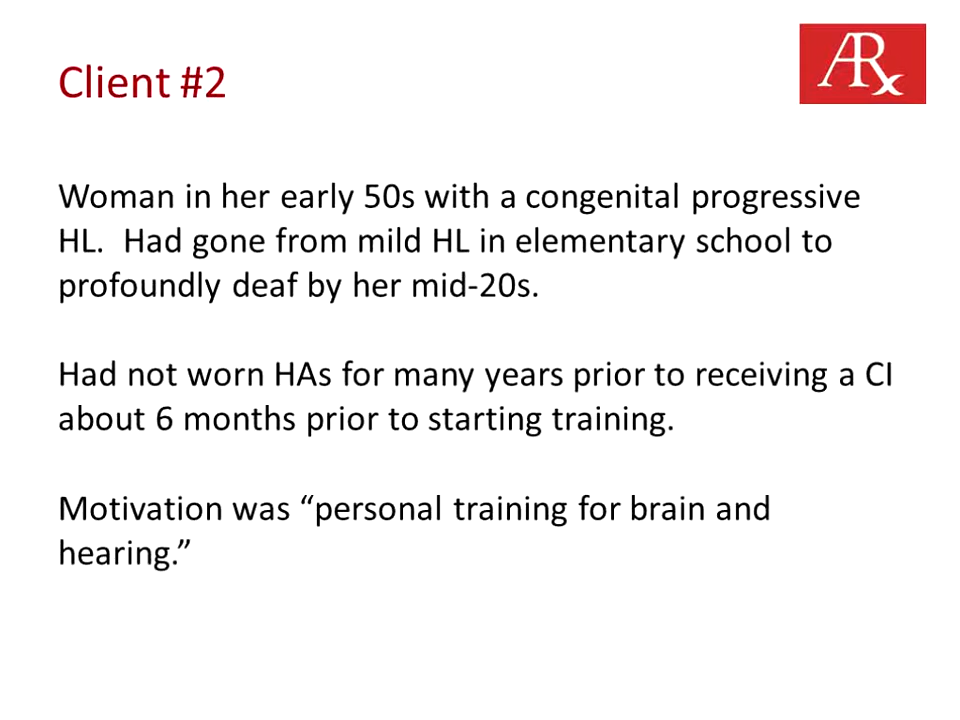 Client #2
ARx
Woman in her early 50s with a congenital progressive
HL.  Had gone from mild HL in elementary school to
profoundly deaf by her mid-20s.
Had not worn HAs for many years prior to receiving a CI
about 6 months prior to starting training.
Motivation was “personal training for brain and
hearing.”